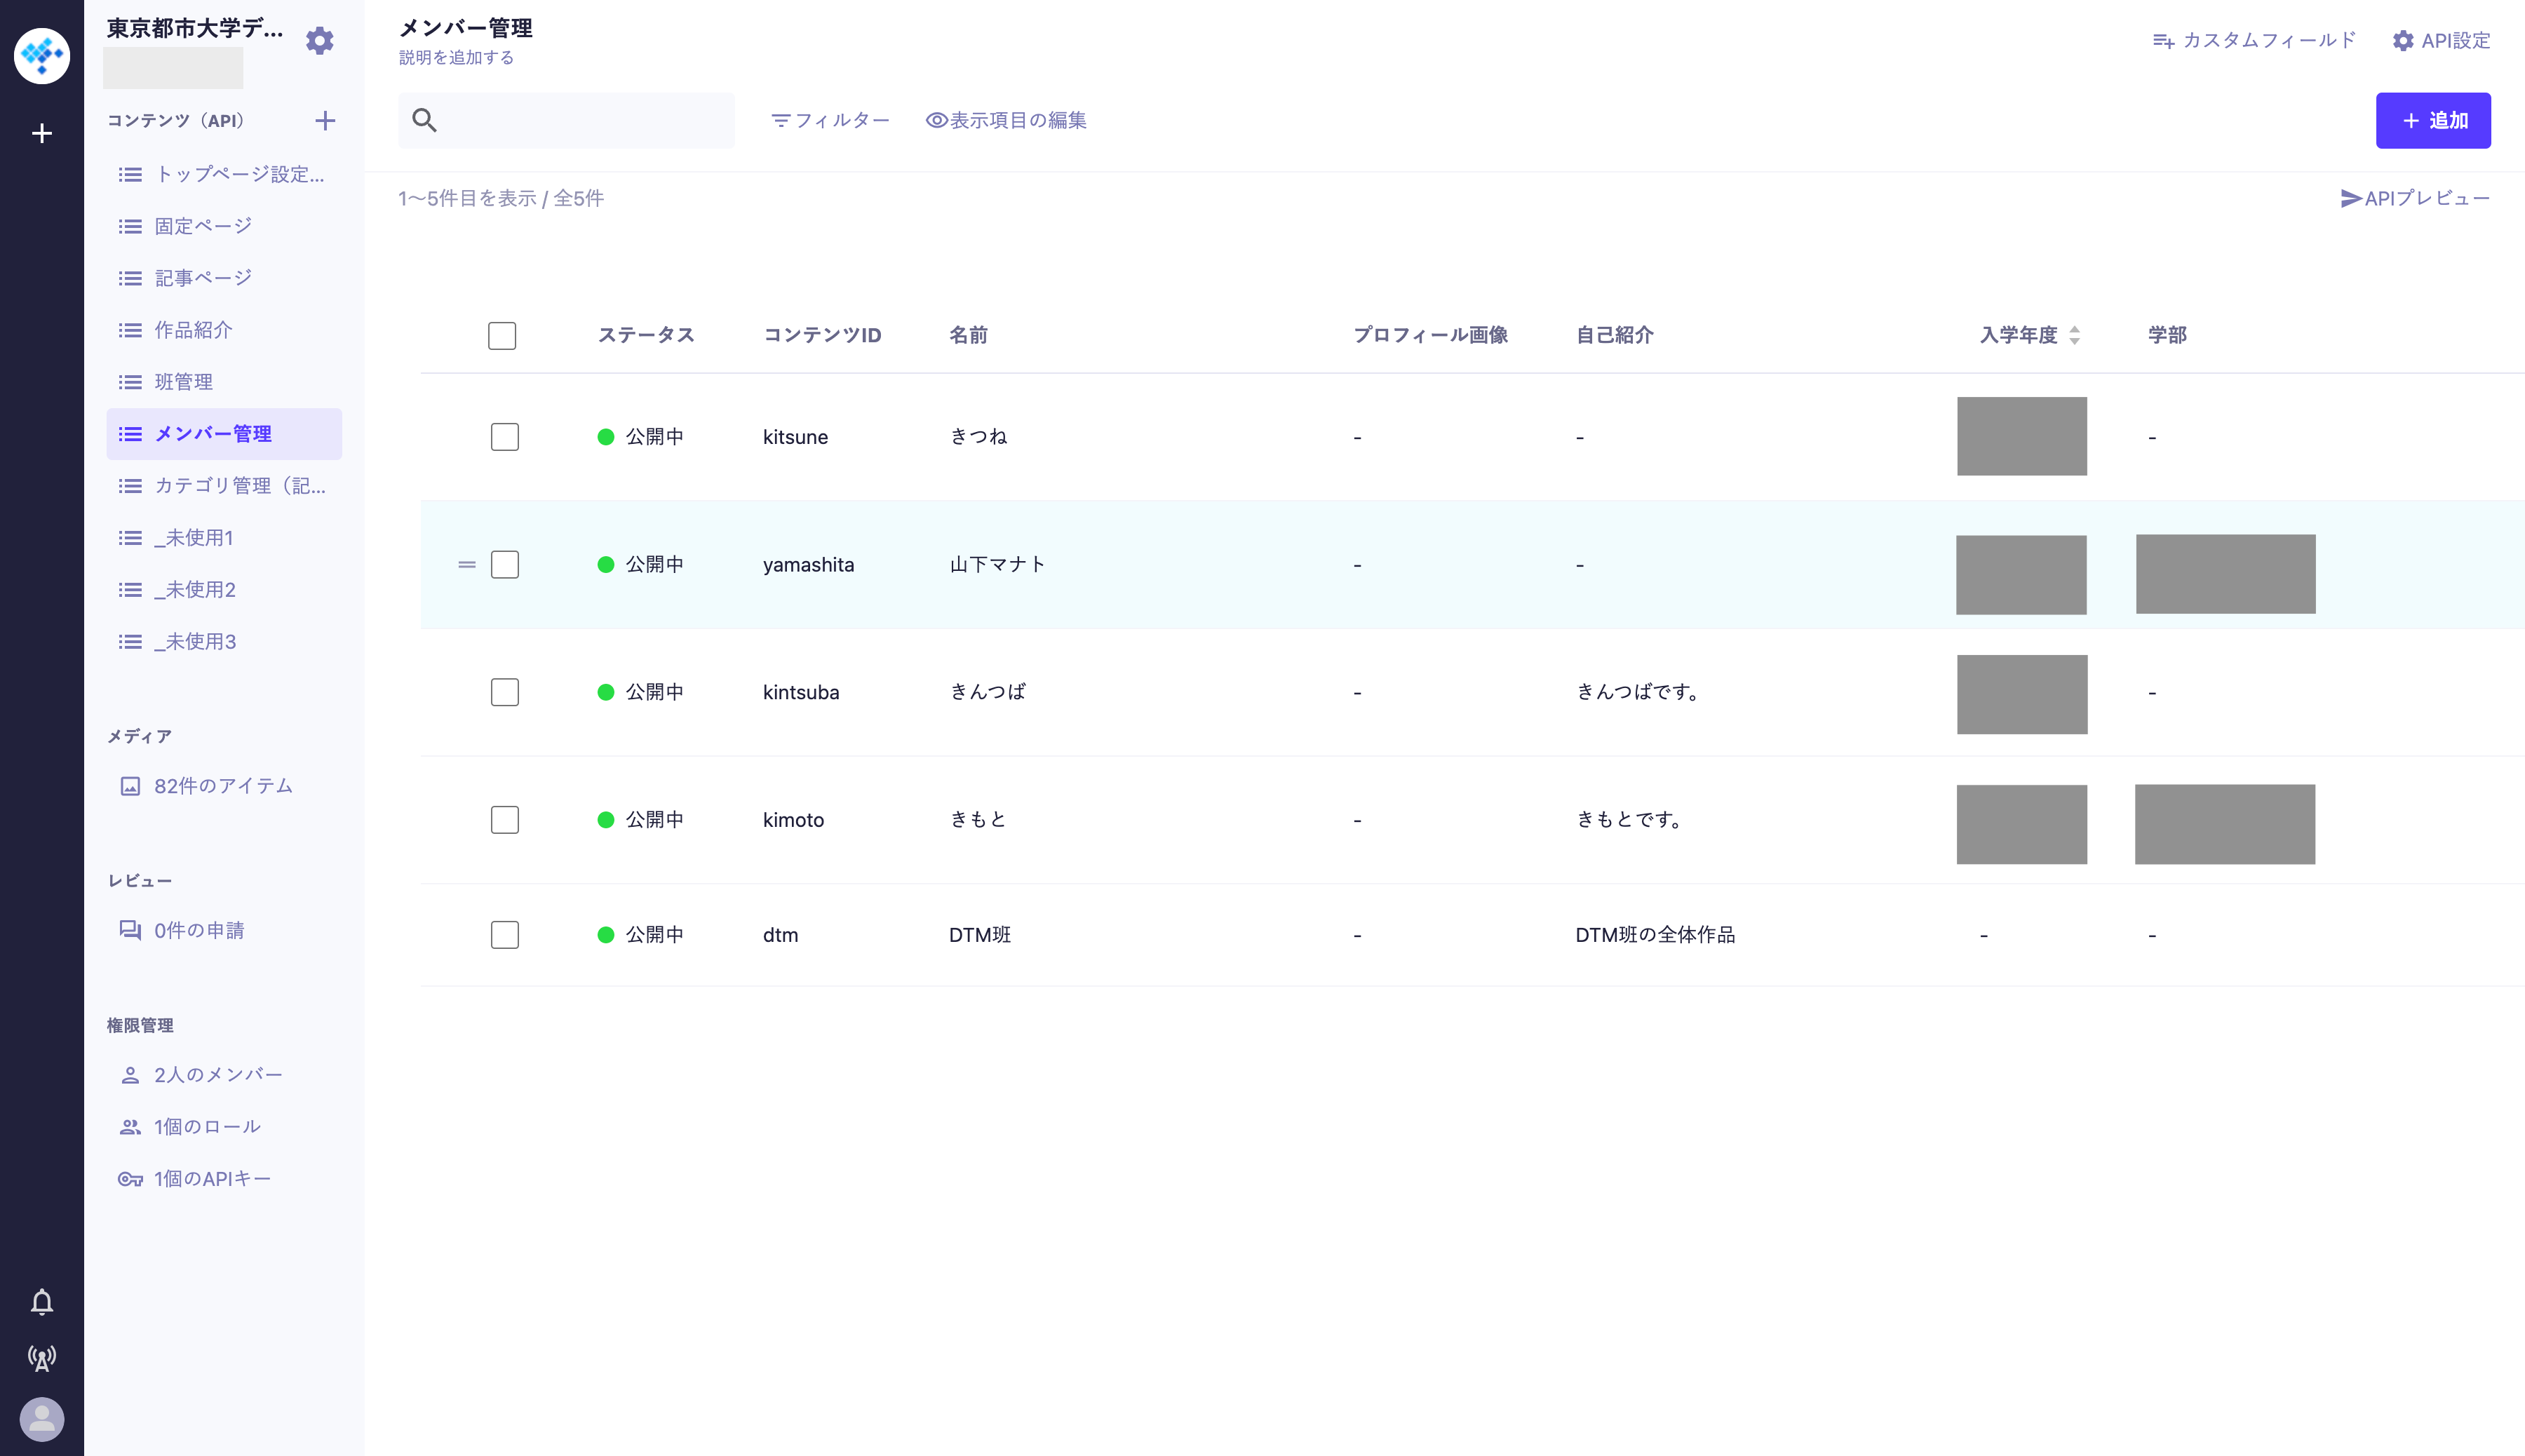 東京都市大学デ...
コンテンツ（API）
トップページ設定...
固定ページ
記事ページ
作品紹介
班管理
メンバー管理
カテゴリ管理（記...
_未使用1
_未使用2
_未使用3
メディア
82件のアイテム
レビュー
0件の申請
権限管理
2人のメンバー
1個のロール
1個のAPIキー
メンバー管理
説明を追加する
カスタムフィールド
API設定
フィルター
表示項目の編集
追加
1〜5件目を表示 / 全5件
APIプレビュー
ステータス コンテンツID 名前 プロフィール画像 自己紹介 入学年度 学部
公開中 kitsune きつね - - -
公開中 yamashita 山下マナト - -
公開中 kintsuba きんつば - きんつばです。 -
公開中 kimoto きもと - きもとです。
公開中 dtm DTM班 - DTM班の全体作品 - -